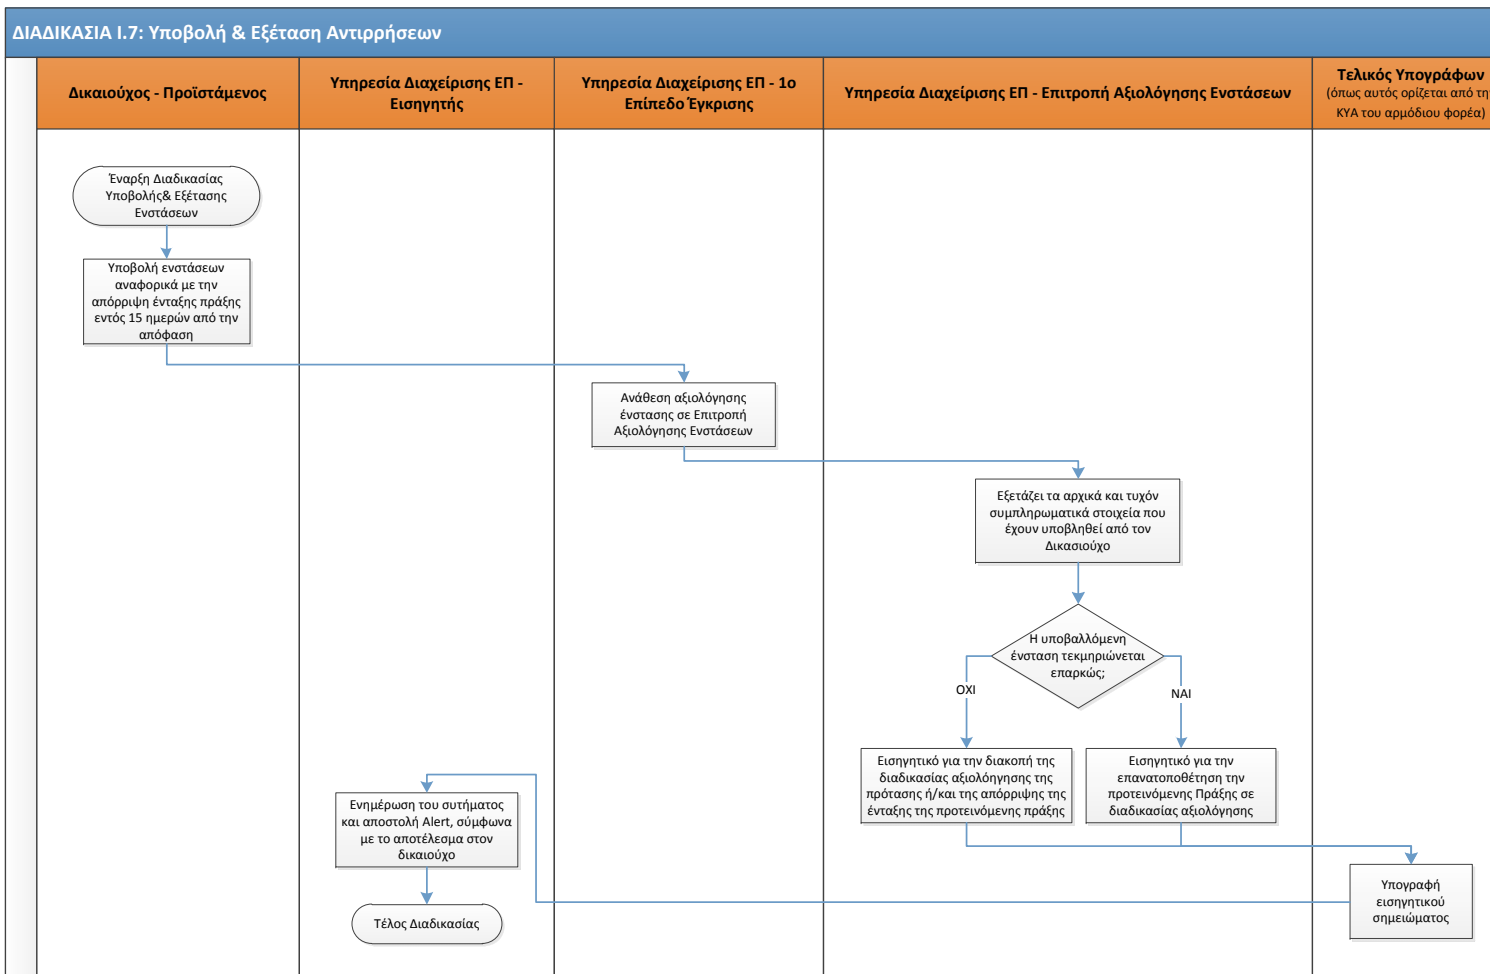 ΔΙΑΔΙΚΑΣΙΑ Ι.7: Υποβολή & Εξέταση Αντιρρήσεων
Δικαιούχος - Προϊστάμενος
Υπηρεσία Διαχείρισης ΕΠ -
Εισηγητής
Υπηρεσία Διαχείρισης ΕΠ - 1ο
Επίπεδο Έγκρισης
Υπηρεσία Διαχείρισης ΕΠ - Επιτροπή Αξιολόγησης Ενστάσεων
Τελικός Υπογράφων
(όπως αυτός ορίζεται από την
ΚΥΑ του αρμόδιου φορέα)
Έναρξη Διαδικασίας
Υποβολής& Εξέτασης
Ενστάσεων
Υποβολή ενστάσεων
αναφορικά με την
απόρριψη ένταξης πράξης
εντός 15 ημερών από την
απόφαση
Ανάθεση αξιολόγησης
ένστασης σε Επιτροπή
Αξιολόγησης Ενστάσεων
Εξετάζει τα αρχικά και τυχόν
συμπληρωματικά στοιχεία που
έχουν υποβληθεί από τον
Δικασιούχο
Η υποβαλλόμενη
ένσταση τεκμηριώνεται
επαρκώς;
ΟΧΙ
ΝΑΙ
Εισηγητικό για την διακοπή της
διαδικασίας αξιολόηγησης της
πρότασης ή/και της απόρριψης της
ένταξης της προτεινόμενης πράξης
Εισηγητικό για την
επανατοποθέτηση την
προτεινόμενης Πράξης σε
διαδικασίας αξιολόγησης
Ενημέρωση του συτήματος
και αποστολή Alert, σύμφωνα
με το αποτέλεσμα στον
δικαιούχο
Τέλος Διαδικασίας
Υπογραφή
εισηγητικού
σημειώματος